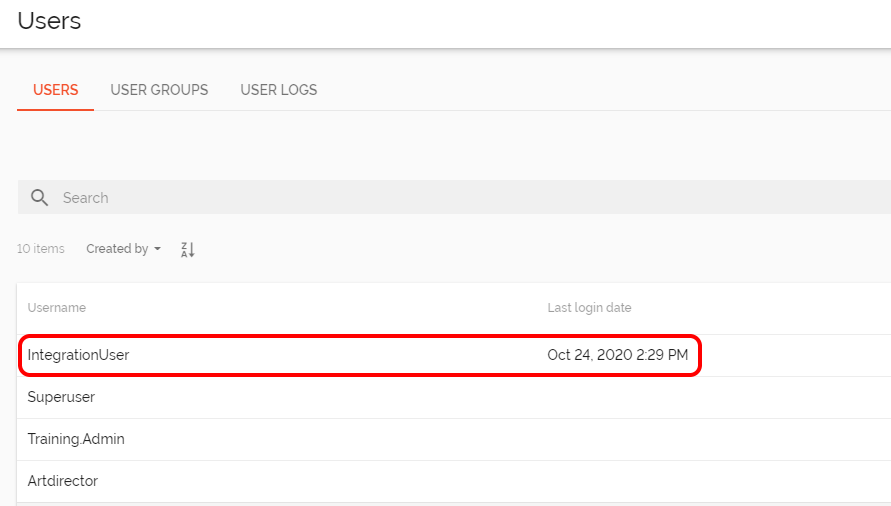 Users
USERS USER GROUPS USER LOGS
Search
10 items Created by ZA
Username Last login date
IntegrationUser Oct 24, 2020 2:29 PM
Superuser
Training.Admin
Artdirector